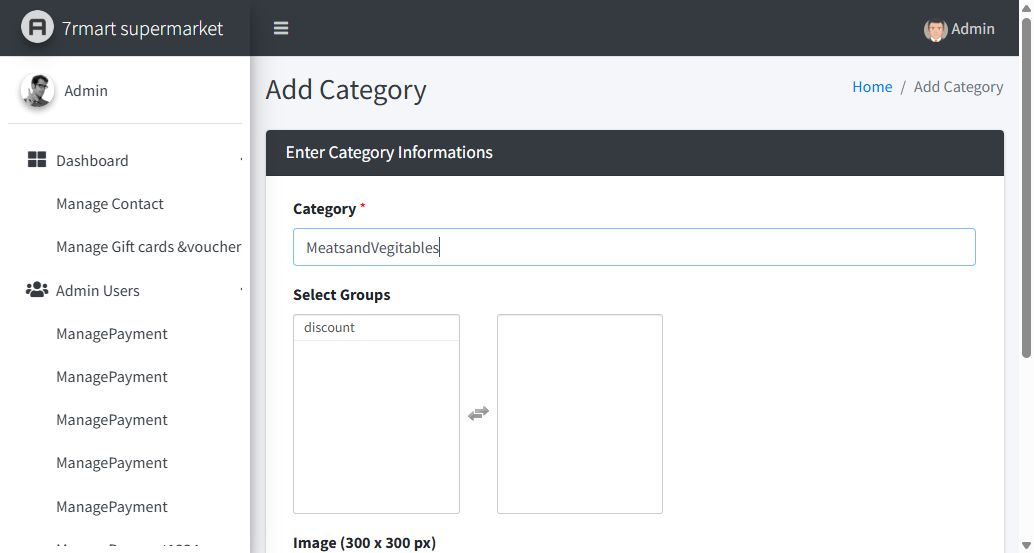 7rmart supermarket
Admin
Admin
Add Category
Home / Add Category
Dashboard
Manage Contact
Manage Gift cards &voucher
Admin Users
ManagePayment
ManagePayment
ManagePayment
ManagePayment
ManagePayment
Enter Category Informations
Category *
MeatsandVegitables
Select Groups
discount
Image (300 x 300 px)